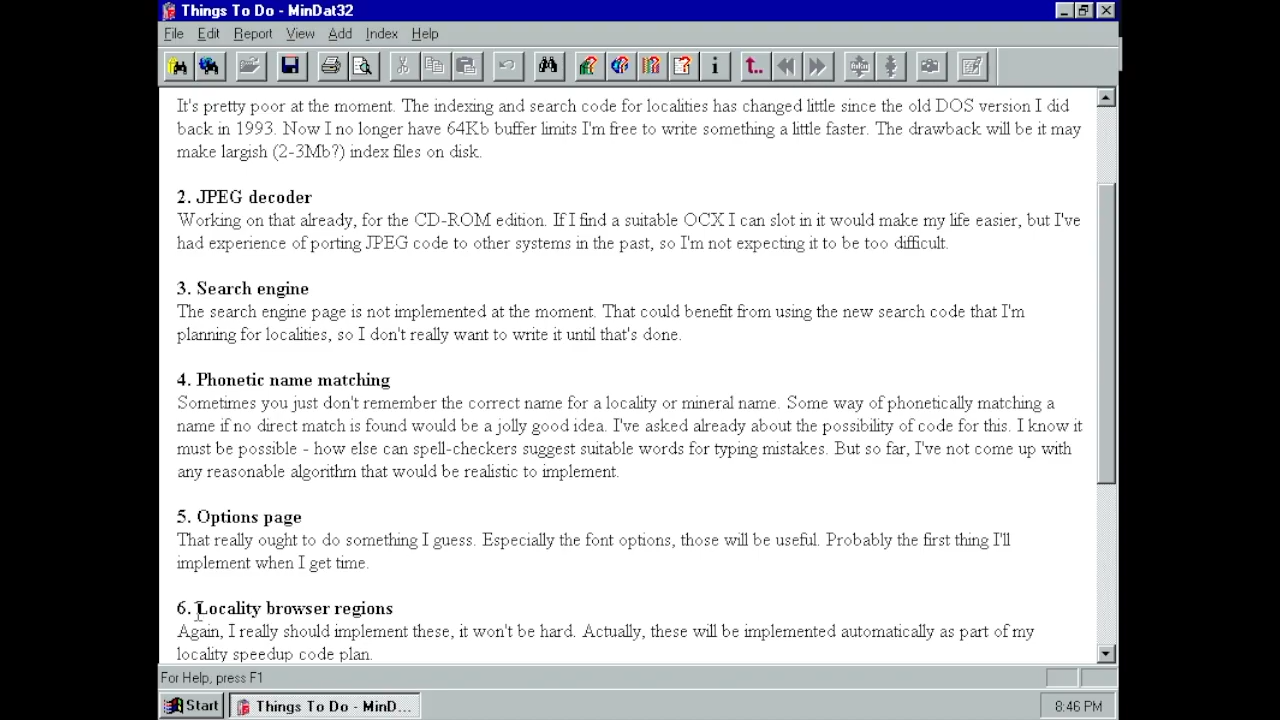 Things To Do - MinDat32
File Edit Report View Add Index Help
It's pretty poor at the moment. The indexing and search code for localities has changed little since the old DOS version I did
back in 1993. Now I no longer have 64Kb buffer limits I'm free to write something a little faster. The drawback will be it may
make largish (2-3Mb?) index files on disk.
2. JPEG decoder
Working on that already, for the CD-ROM edition. If I find a suitable OCX I can slot in it would make my life easier, but I've
had experience of porting JPEG code to other systems in the past, so I'm not expecting it to be too difficult.
3. Search engine
The search engine page is not implemented at the moment. That could benefit from using the new search code that I'm
planning for localities, so I don't really want to write it until that's done.
4. Phonetic name matching
Sometimes you just don't remember the correct name for a locality or mineral name. Some way of phonetically matching a
name if no direct match is found would be a jolly good idea. I've asked already about the possibility of code for this. I know it
must be possible - how else can spell-checkers suggest suitable words for typing mistakes. But so far, I've not come up with
any reasonable algorithm that would be realistic to implement.
5. Options page
That really ought to do something I guess. Especially the font options, those will be useful. Probably the first thing I'll
implement when I get time.
6. Locality browser regions
Again, I really should implement these, it won't be hard. Actually, these will be implemented automatically as part of my
locality speedup code plan.
For Help, press F1
Start Things To Do - MinD... 8:46 PM